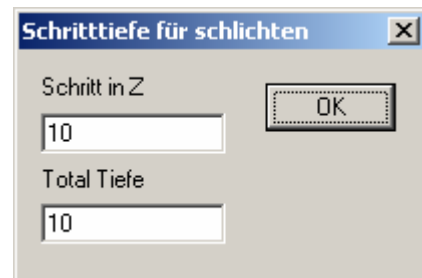 Schritttiefe für schlichten
Schritt in Z
OK
10
Total Tiefe
10